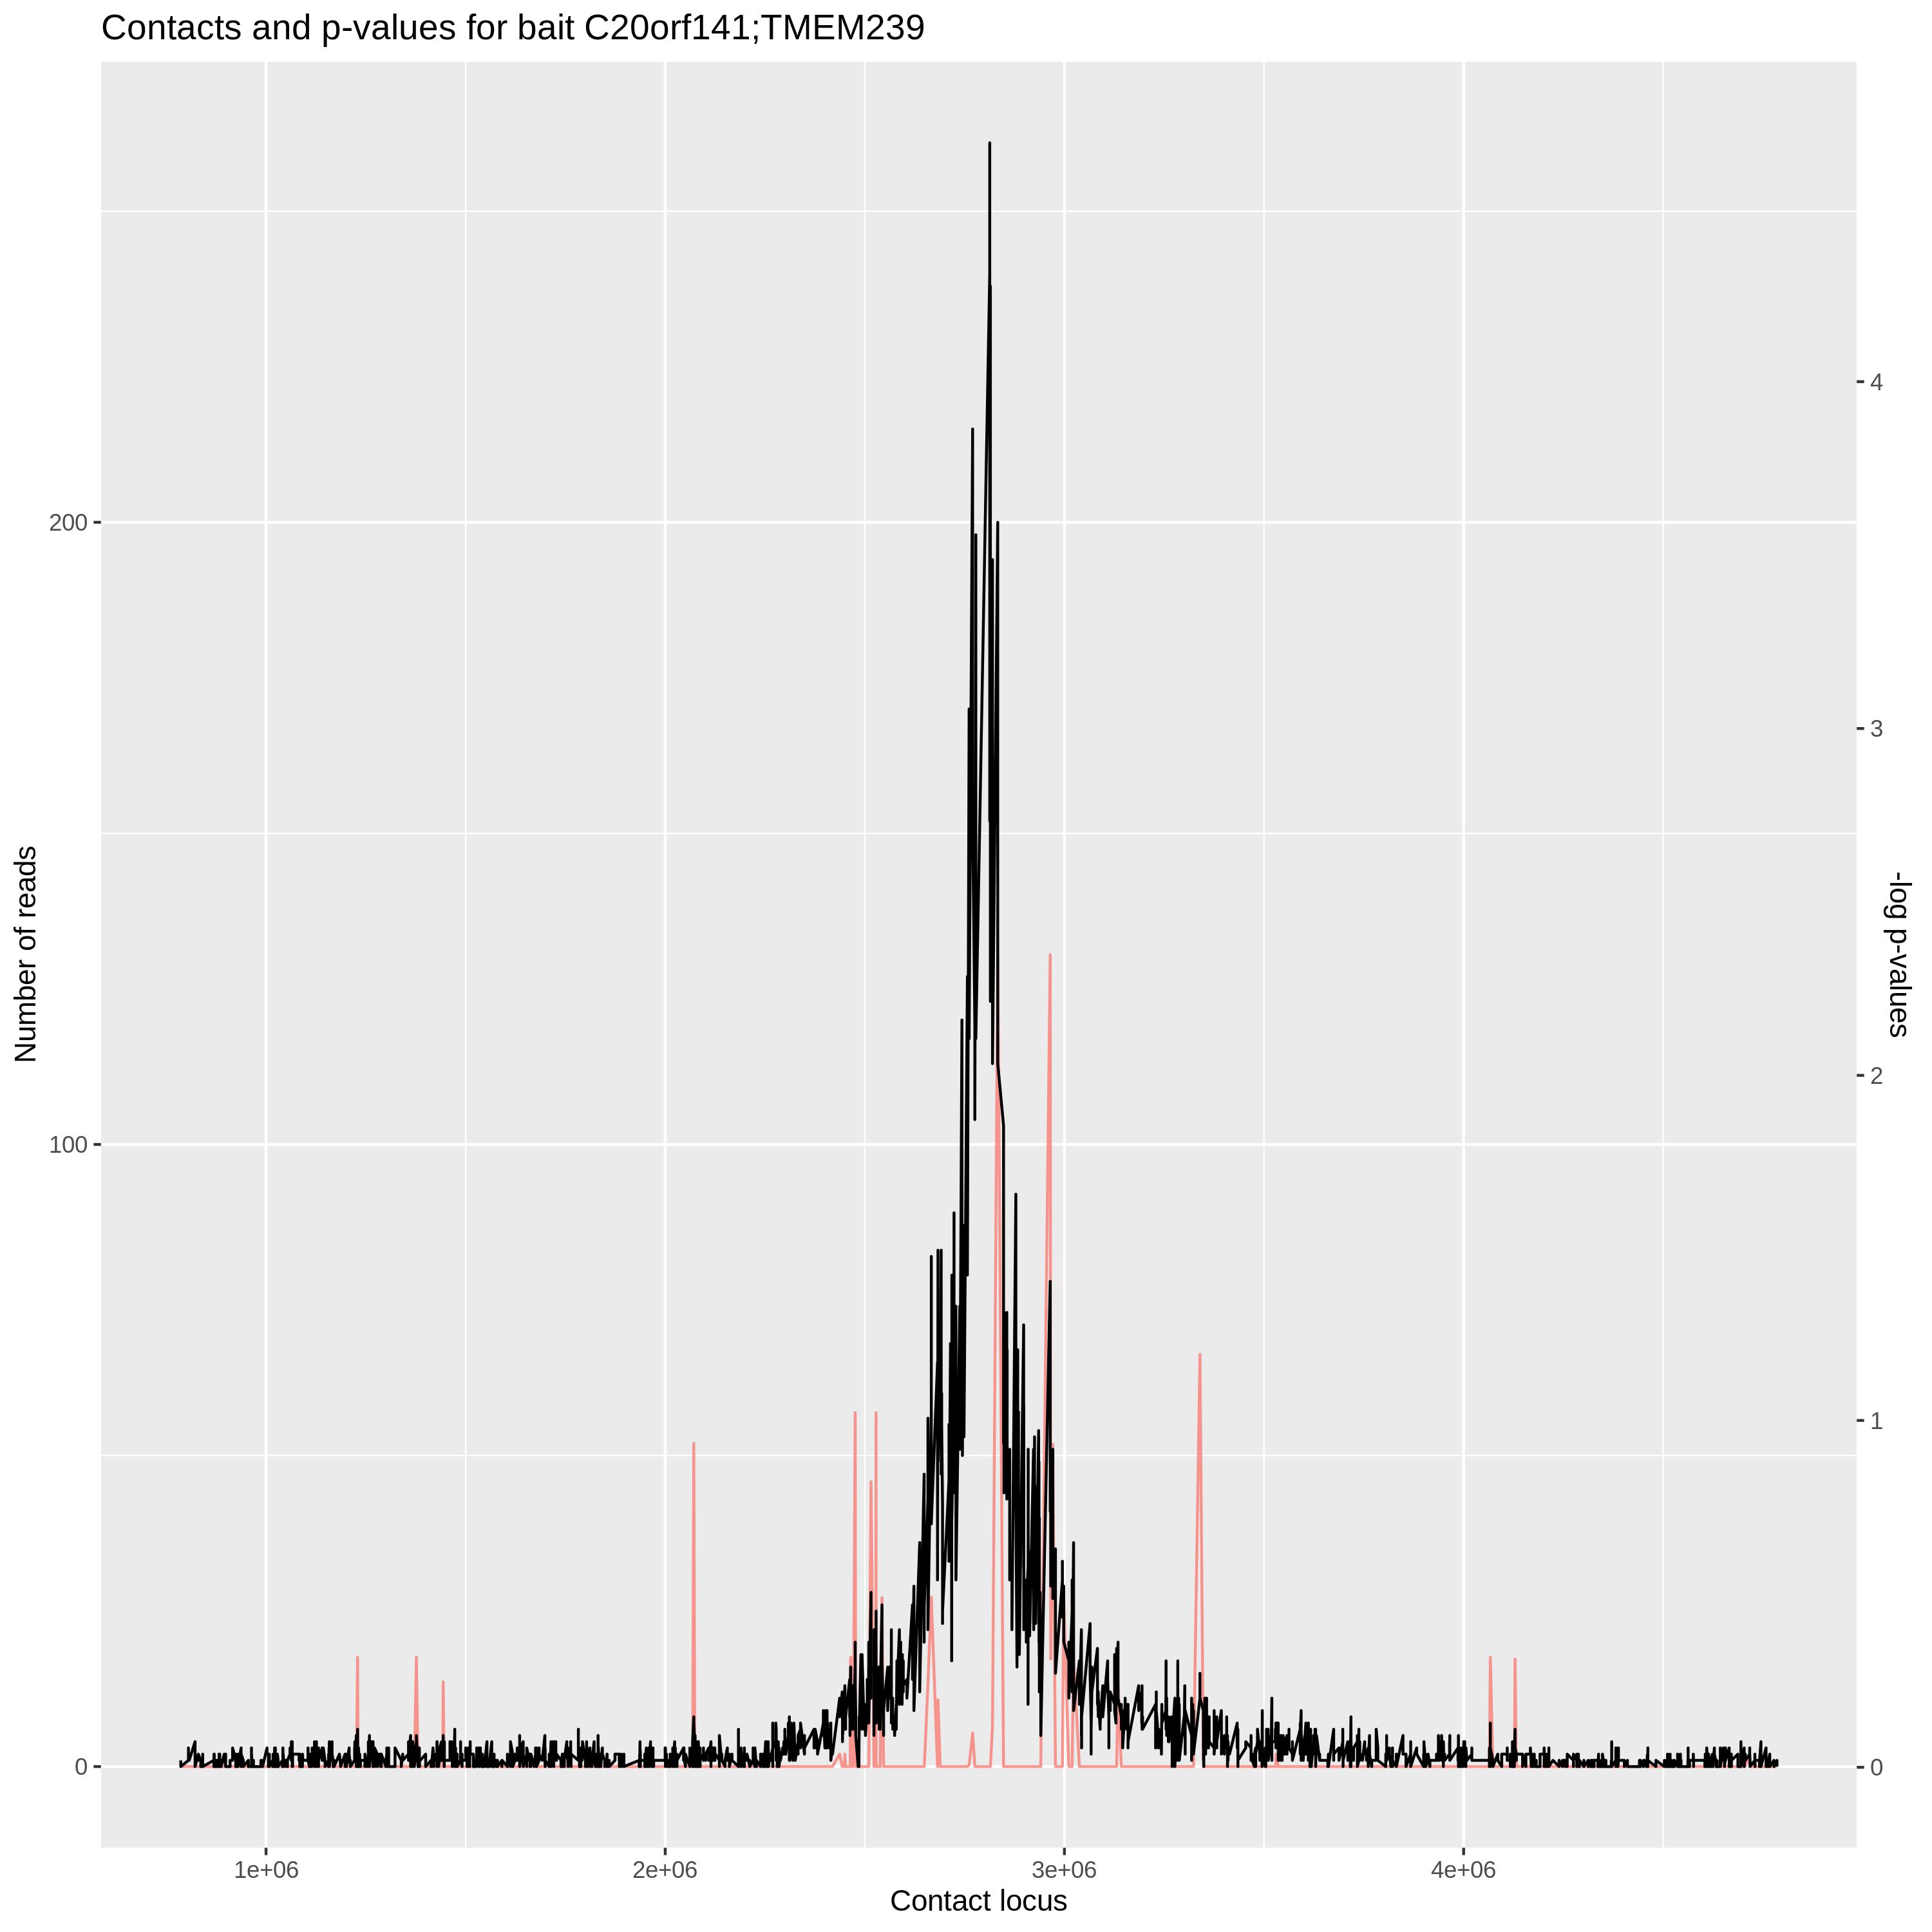 Contacts and p-values for bait C20orf141;TMEM239
Number of reads
200
100
0
4
3
2
1
0
-log p-values
1e+06
2e+06
3e+06
4e+06
Contact locus